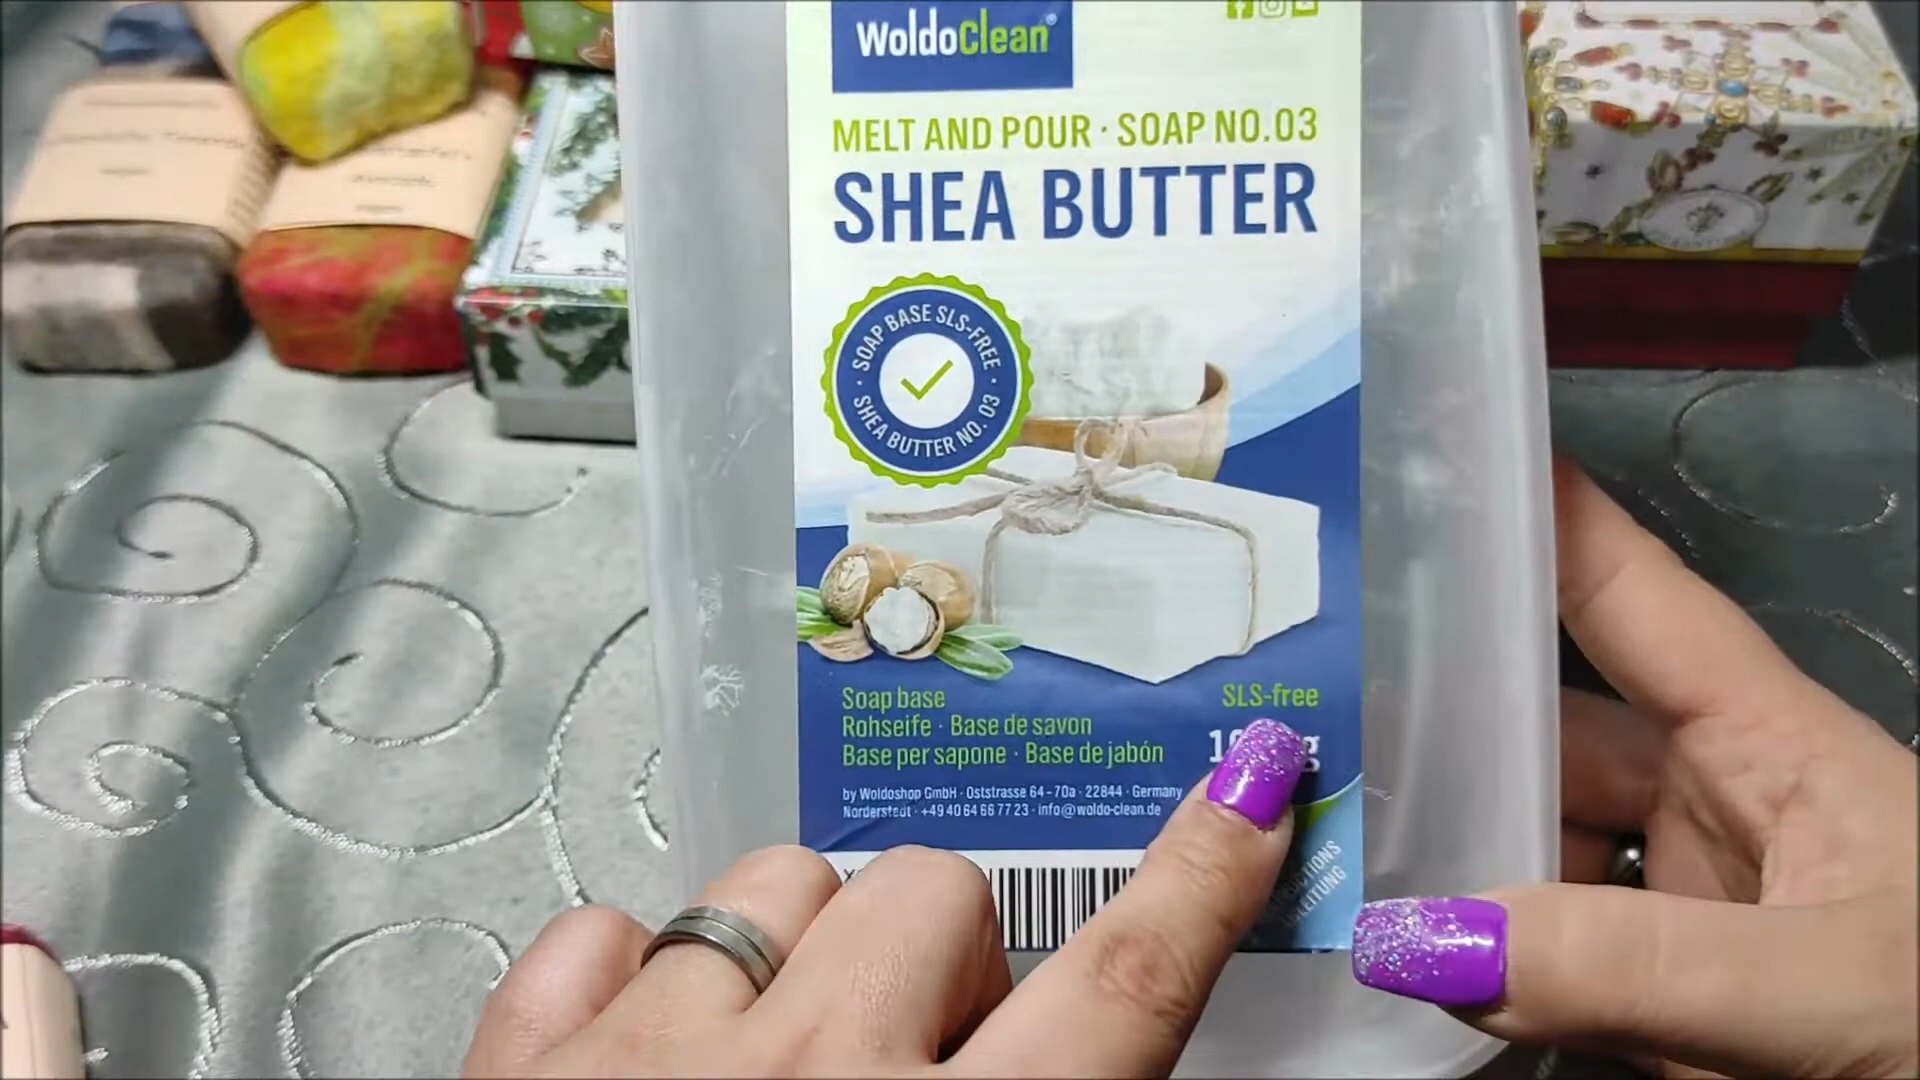 WoldoClean®
MELT AND POUR · SOAP NO.03
SHEA BUTTER
· SOAP BASE SLS-FREE ·
SHEA BUTTER NO. 03
Soap base
SLS-free
Rohseife · Base de savon
Base per sapone · Base de jabón
by Woldoshop GmbH · Oststrasse 64-70a · 22844 · Germany
Norderstedt · +49 40 64 66 77 23 · info@woldo-clean.de